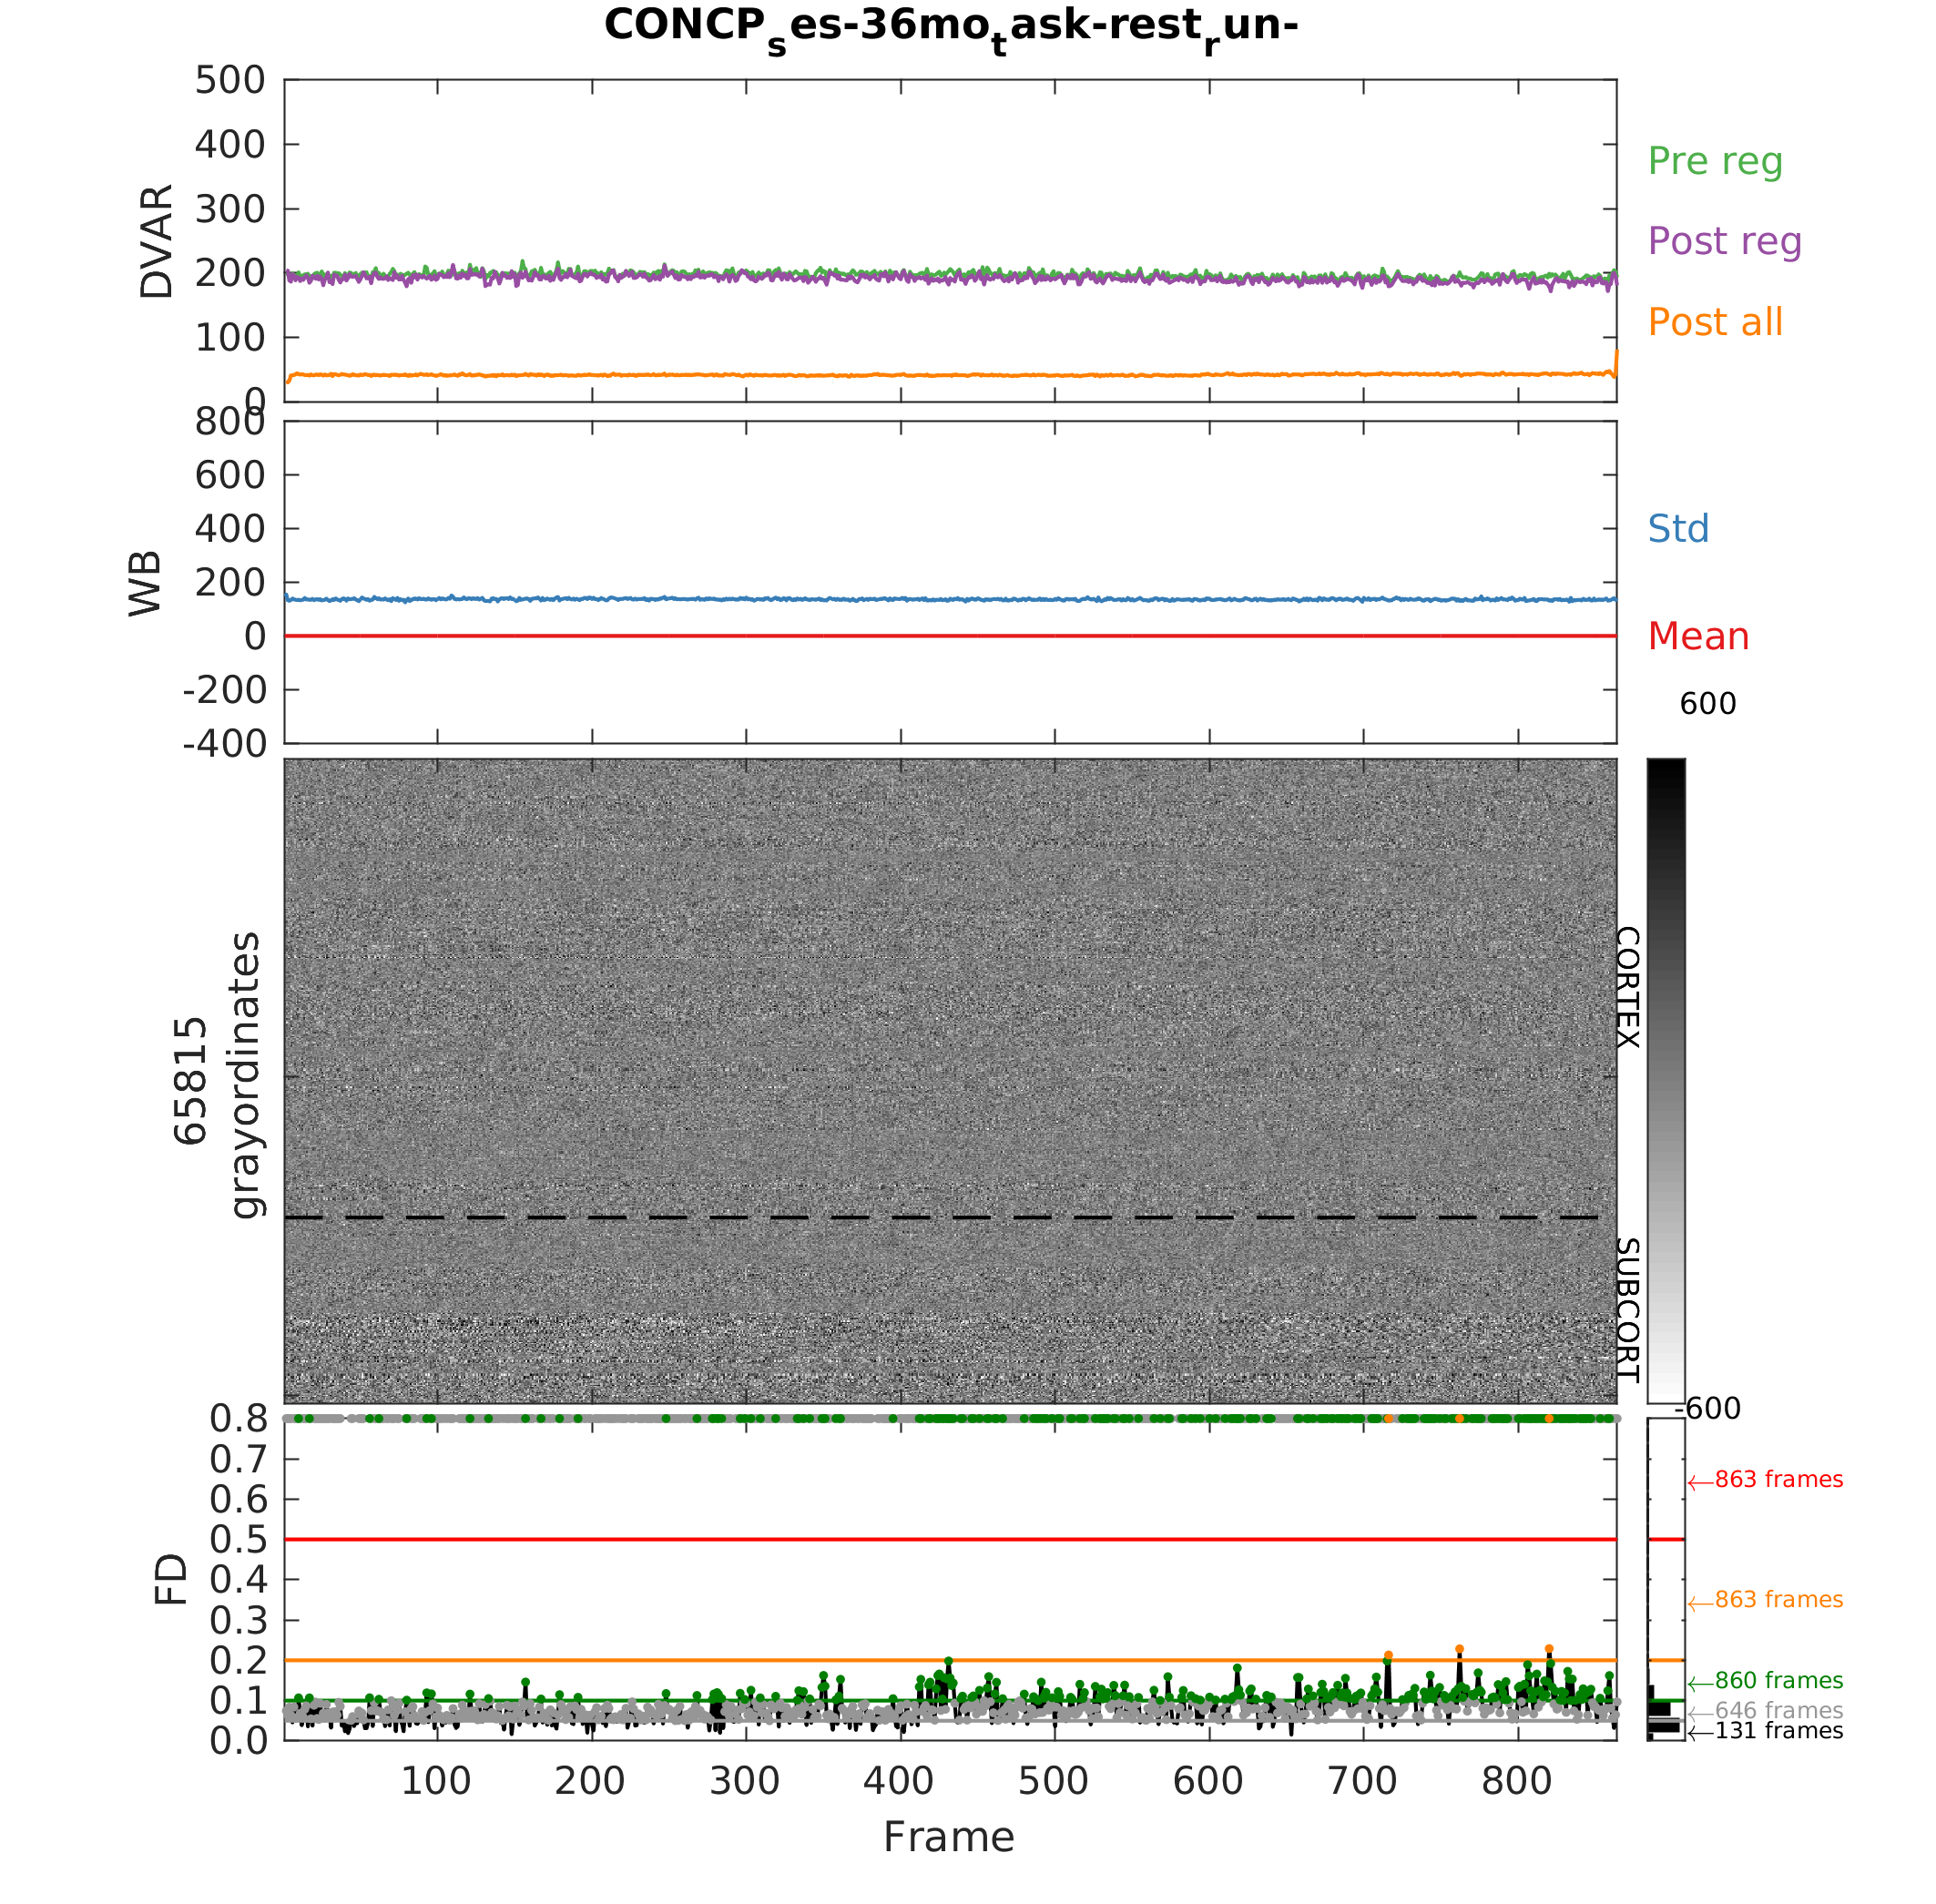 CONCPses-36motask-restrun-
500
400
300
200
100
0
DVAR
Pre reg
Post reg
Post all
800
600
400
200
0
-200
-400
WB
Std
Mean
600
65815
grayordinates
CORTEX
SUBCORT
-600
0.8
0.7
0.6
0.5
0.4
0.3
0.2
0.1
0.0
FD
←863 frames
←863 frames
←860 frames
←646 frames
←131 frames
100 200 300 400 500 600 700 800
Frame